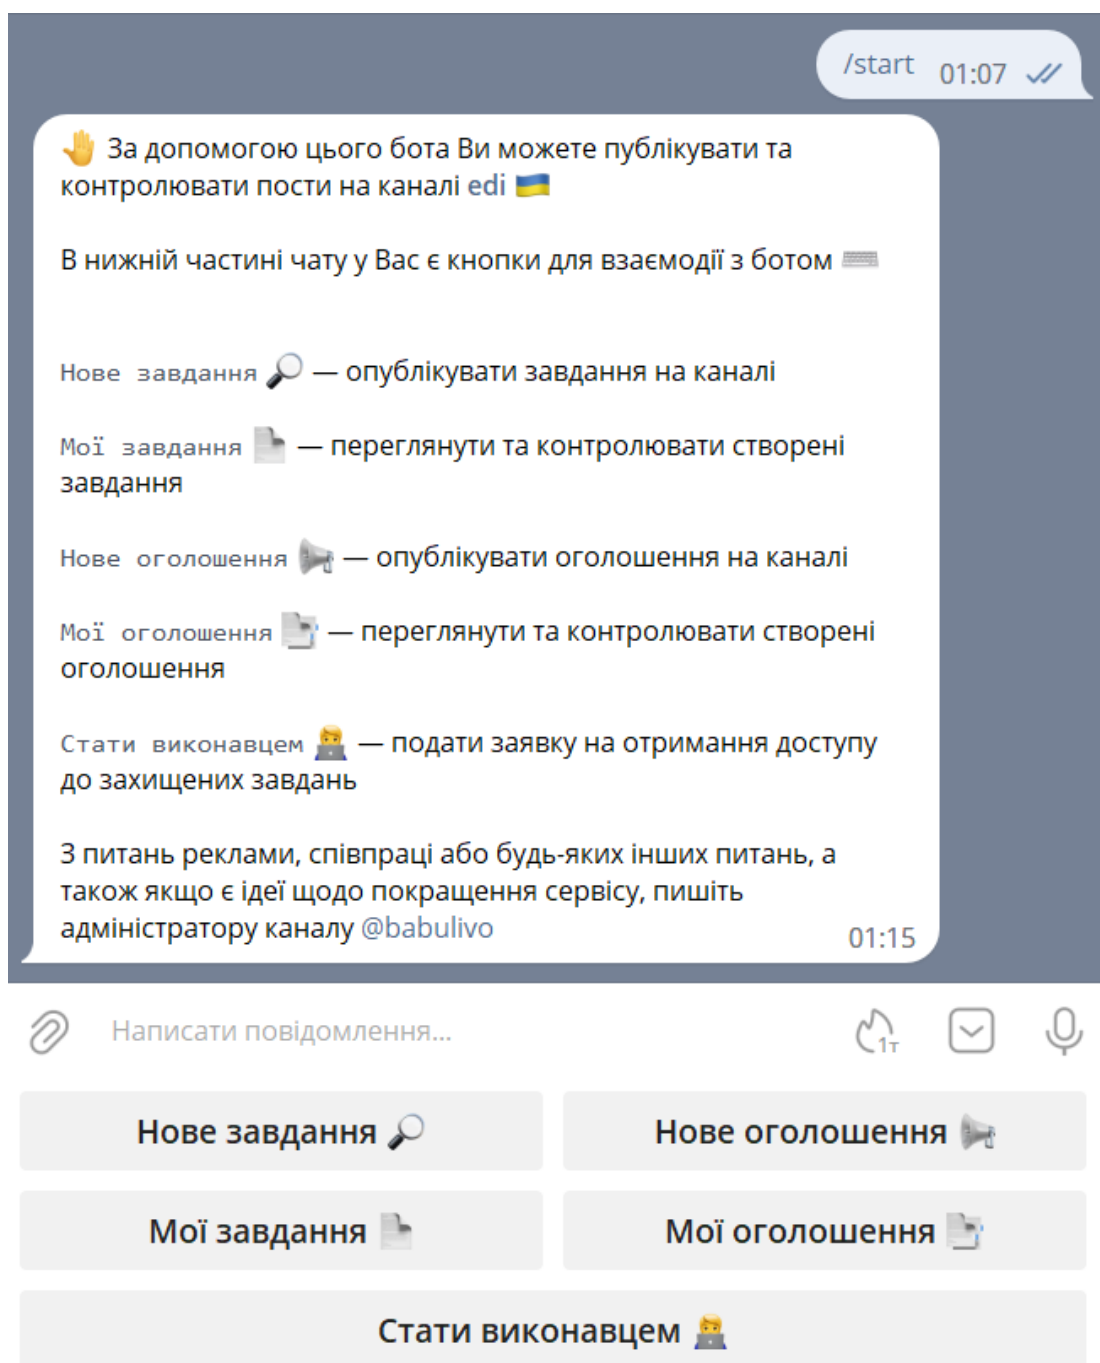 /start 01:07
🤚 За допомогою цього бота Ви можете публікувати та
контролювати пости на каналі edi 🇺🇦
В нижній частині чату у Вас є кнопки для взаємодії з ботом ⌨️
Нове завдання 🔎 — опублікувати завдання на каналі
Мої завдання 📄 — переглянути та контролювати створені
завдання
Нове оголошення 📢 — опублікувати оголошення на каналі
Мої оголошення 📑 — переглянути та контролювати створені
оголошення
Стати виконавцем 👨‍💻 — подати заявку на отримання доступу
до захищених завдань
З питань реклами, співпраці або будь-яких інших питань, а
також якщо є ідеї щодо покращення сервісу, пишіть
адміністратору каналу @babulivo
01:15
Написати повідомлення...
1т
Нове завдання 🔎
Нове оголошення 📢
Мої завдання 📄
Мої оголошення 📑
Стати виконавцем 👨‍💻